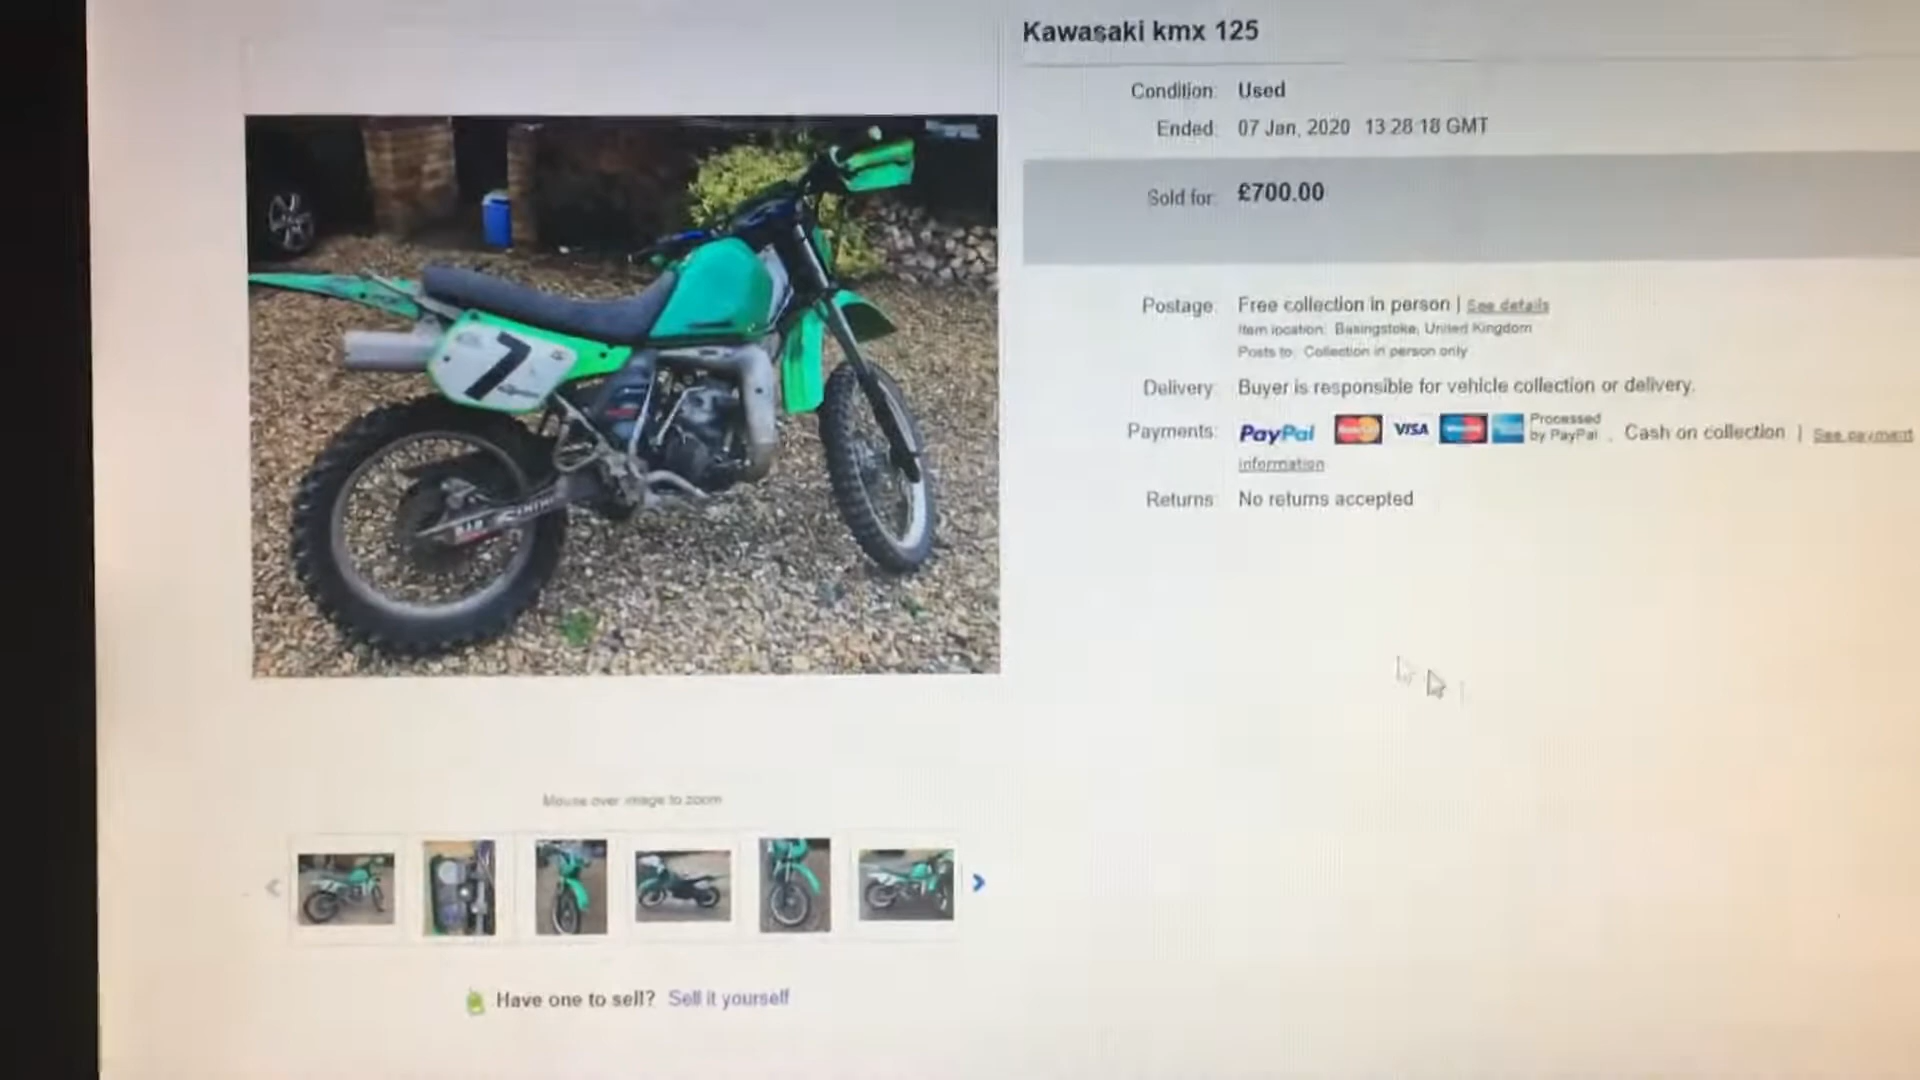 Kawasaki kmx 125
Condition: Used
Ended: 07 Jan, 2020 13:28:18 GMT
Sold for: £700.00
Postage: Free collection in person | See details
Item location: Basingstoke, United Kingdom
Posts to: Collection in person only
Delivery: Buyer is responsible for vehicle collection or delivery.
Payments: PayPal VISA Processed by PayPal, Cash on collection | See payment
information
Returns: No returns accepted
7
Mouse over image to zoom
Have one to sell? Sell it yourself